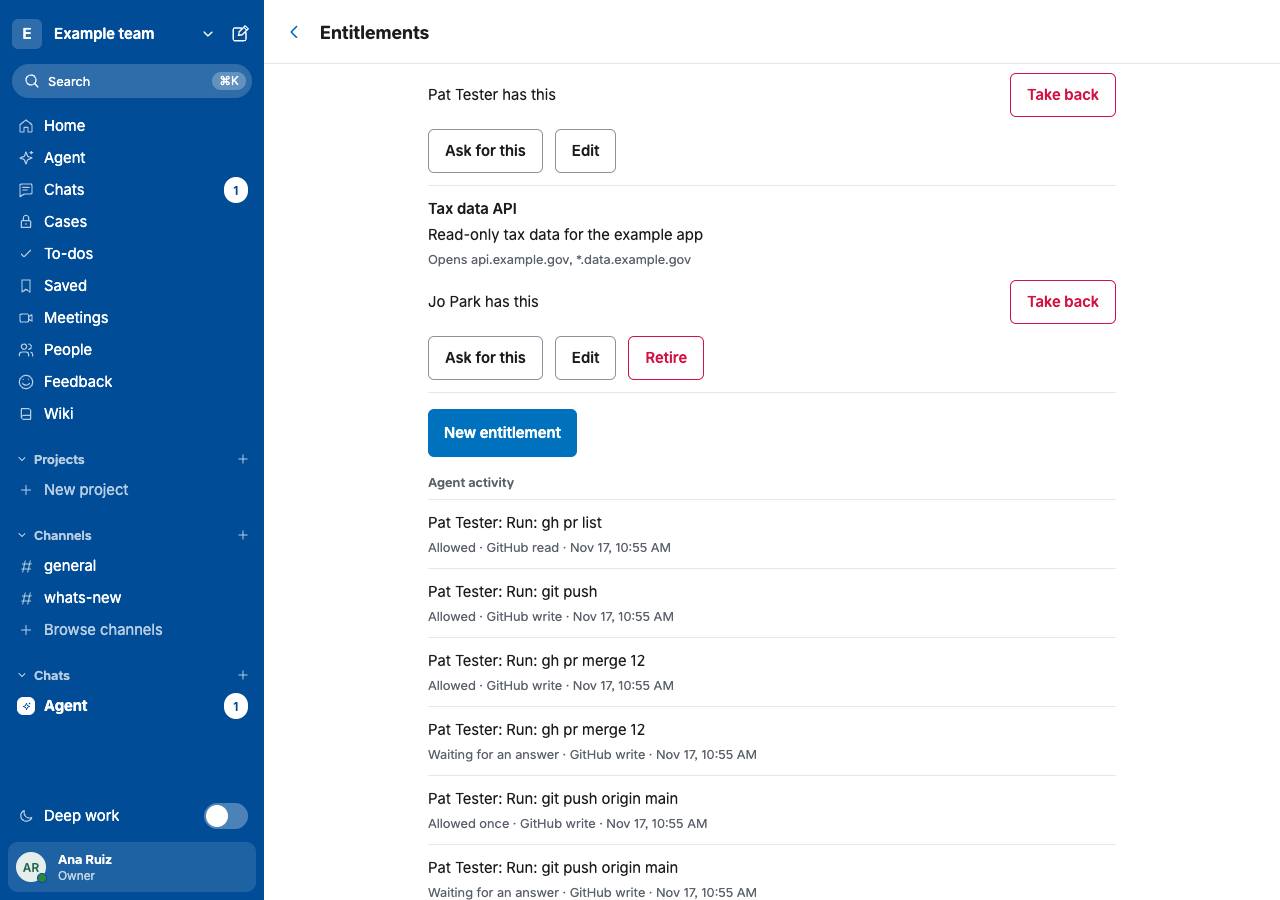 E Example team
Search ⌘K
Home
Agent
Chats 1
Cases
To-dos
Saved
Meetings
People
Feedback
Wiki
Projects
New project
Channels
# general
# whats-new
Browse channels
Chats
Agent 1
Deep work
AR Ana Ruiz
Owner
Entitlements
Pat Tester has this Take back
Ask for this Edit
Tax data API
Read-only tax data for the example app
Opens api.example.gov, *.data.example.gov
Jo Park has this Take back
Ask for this Edit Retire
New entitlement
Agent activity
Pat Tester: Run: gh pr list
Allowed · GitHub read · Nov 17, 10:55 AM
Pat Tester: Run: git push
Allowed · GitHub write · Nov 17, 10:55 AM
Pat Tester: Run: gh pr merge 12
Allowed · GitHub write · Nov 17, 10:55 AM
Pat Tester: Run: gh pr merge 12
Waiting for an answer · GitHub write · Nov 17, 10:55 AM
Pat Tester: Run: git push origin main
Allowed once · GitHub write · Nov 17, 10:55 AM
Pat Tester: Run: git push origin main
Waiting for an answer · GitHub write · Nov 17, 10:55 AM